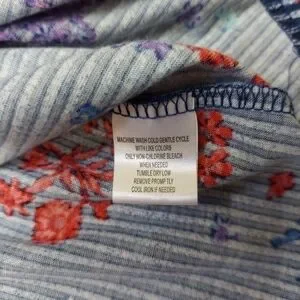 MACHINE WASH COLD GENTLE CYCLE
WITH LIKE COLORS
ONLY NON-CHLORINE BLEACH
WHEN NEEDED
TUMBLE DRY LOW
REMOVE PROMPTLY
COOL IRON IF NEEDED